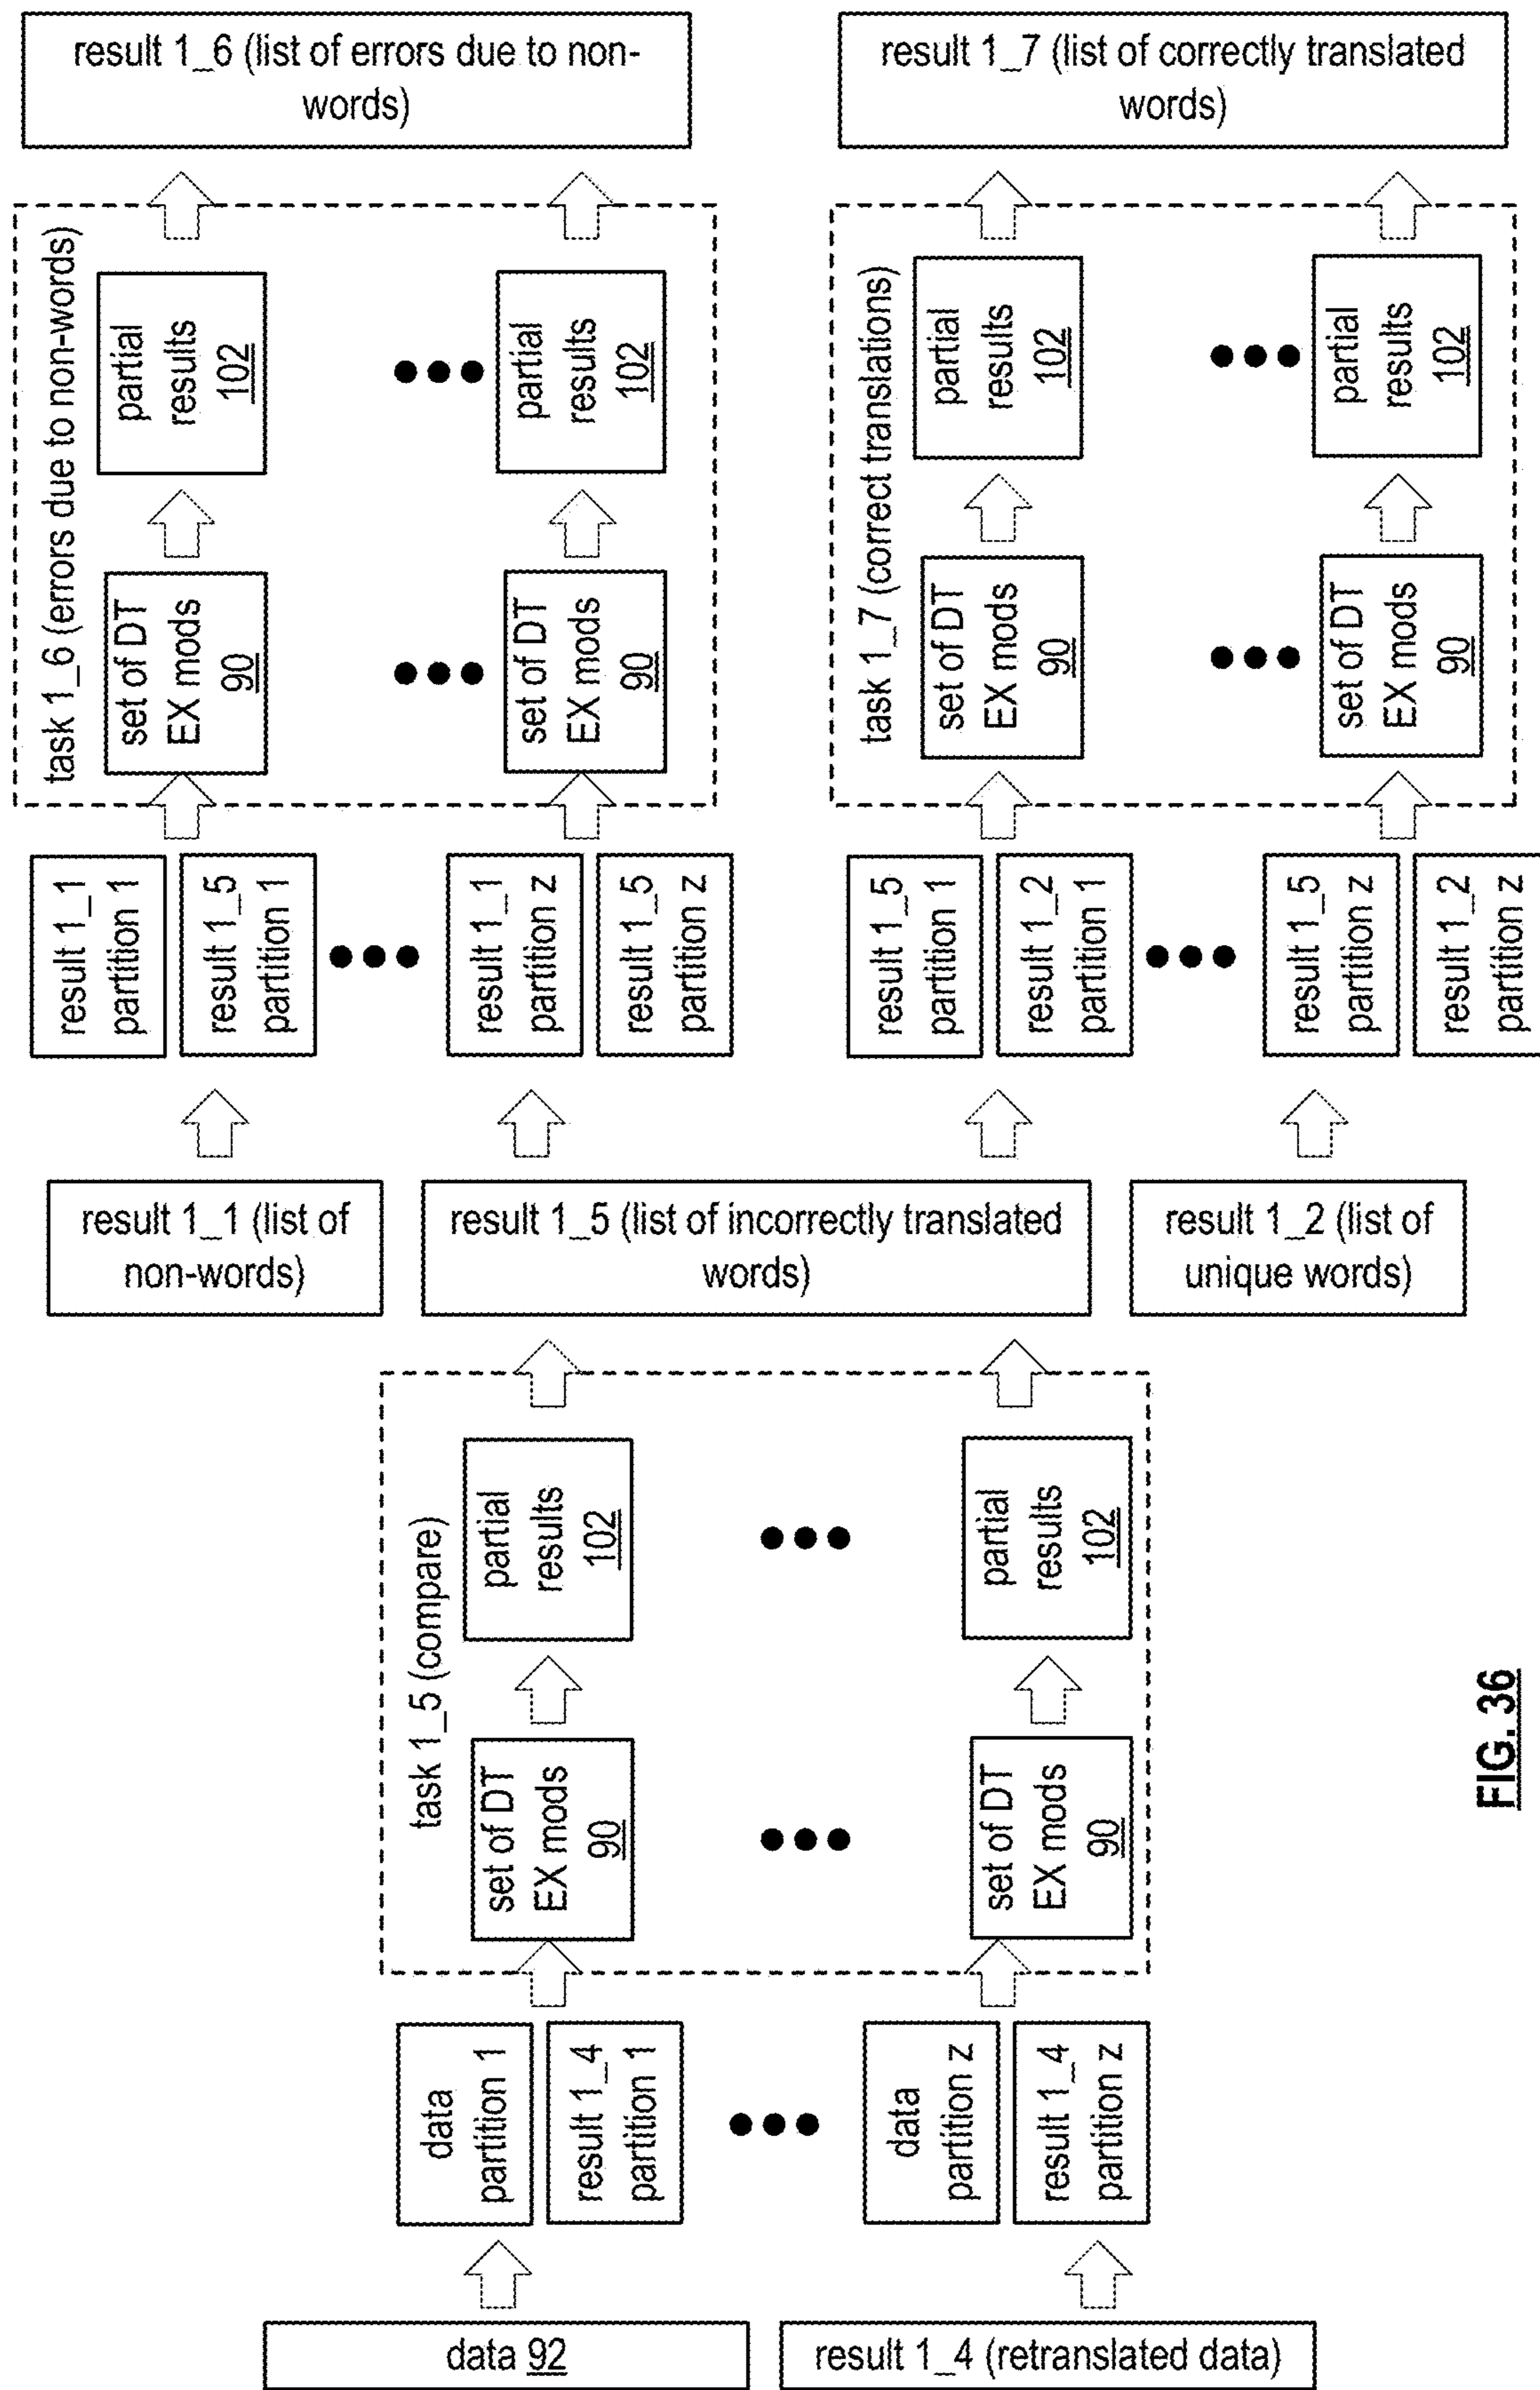 data 92
result 1_4 (retranslated data)
data
partition 1
result 1_4
partition 1
data
partition z
result 1_4
partition z
task 1_5 (compare)
set of DT
EX mods
90
partial
results
102
set of DT
EX mods
90
partial
results
102
result 1_1 (list of
non-words)
result 1_5 (list of incorrectly translated
words)
result 1_2 (list of
unique words)
result 1_1
partition 1
result 1_5
partition 1
result 1_1
partition z
result 1_5
partition z
result 1_5
partition 1
result 1_2
partition 1
result 1_5
partition z
result 1_2
partition z
task 1_6 (errors due to non-words)
set of DT
EX mods
90
partial
results
102
set of DT
EX mods
90
partial
results
102
task 1_7 (correct translations)
set of DT
EX mods
90
partial
results
102
set of DT
EX mods
90
partial
results
102
result 1_6 (list of errors due to non-
words)
result 1_7 (list of correctly translated
words)
FIG. 36